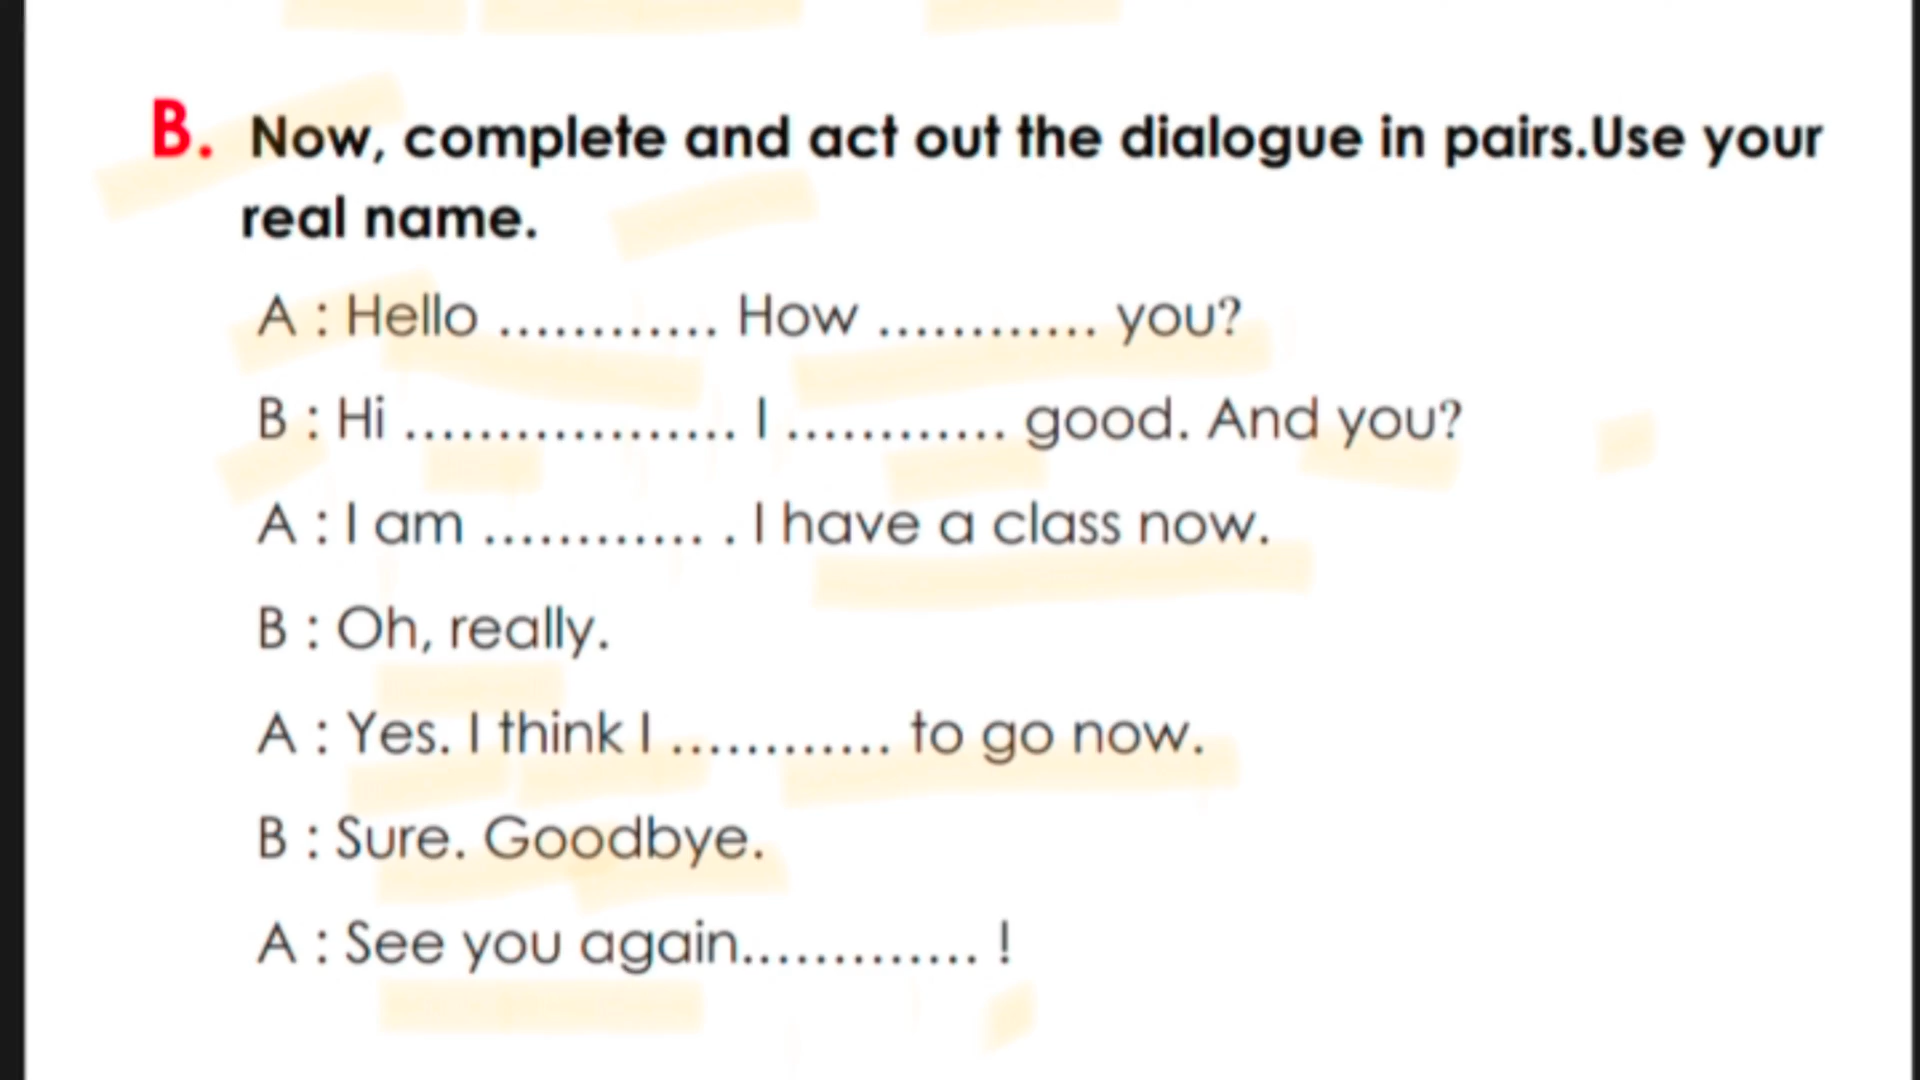 B. Now, complete and act out the dialogue in pairs.Use your
real name.
A : Hello ............ How ............ you?
B : Hi .................. I ............ good. And you?
A : I am ............ . I have a class now.
B : Oh, really.
A : Yes. I think I ............ to go now.
B : Sure. Goodbye.
A : See you again............. !